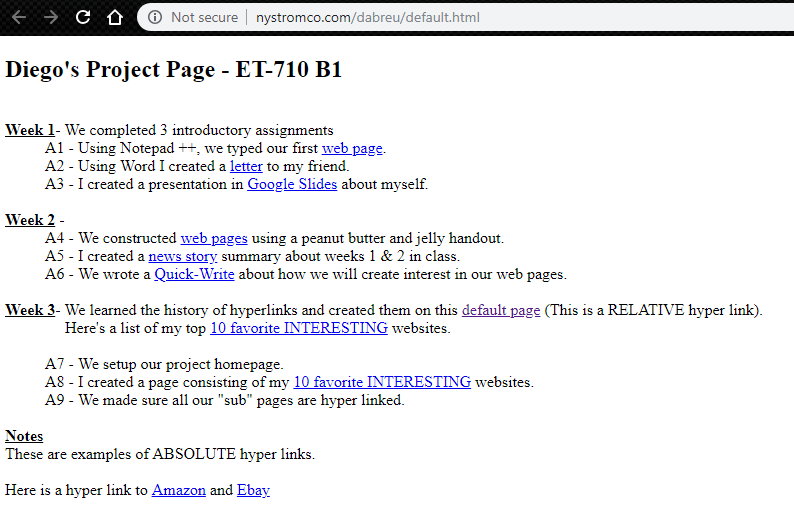 Not secure | nystromco.com/dabreu/default.html
Diego's Project Page - ET-710 B1
Week 1- We completed 3 introductory assignments
A1 - Using Notepad ++, we typed our first web page.
A2 - Using Word I created a letter to my friend.
A3 - I created a presentation in Google Slides about myself.
Week 2 -
A4 - We constructed web pages using a peanut butter and jelly handout.
A5 - I created a news story summary about weeks 1 & 2 in class.
A6 - We wrote a Quick-Write about how we will create interest in our web pages.
Week 3- We learned the history of hyperlinks and created them on this default page (This is a RELATIVE hyper link).
Here's a list of my top 10 favorite INTERESTING websites.
A7 - We setup our project homepage.
A8 - I created a page consisting of my 10 favorite INTERESTING websites.
A9 - We made sure all our "sub" pages are hyper linked.
Notes
These are examples of ABSOLUTE hyper links.
Here is a hyper link to Amazon and Ebay